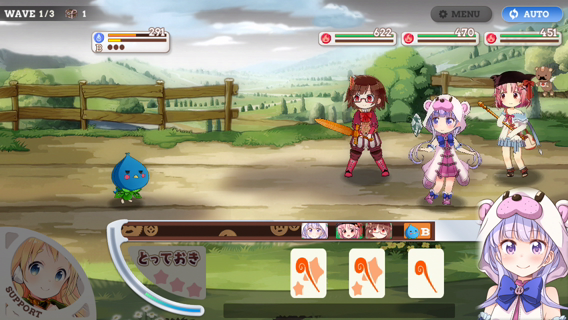 WAVE 1/3 1
MENU
AUTO
291
B
622
470
451
B
とっておき
SUPPORT